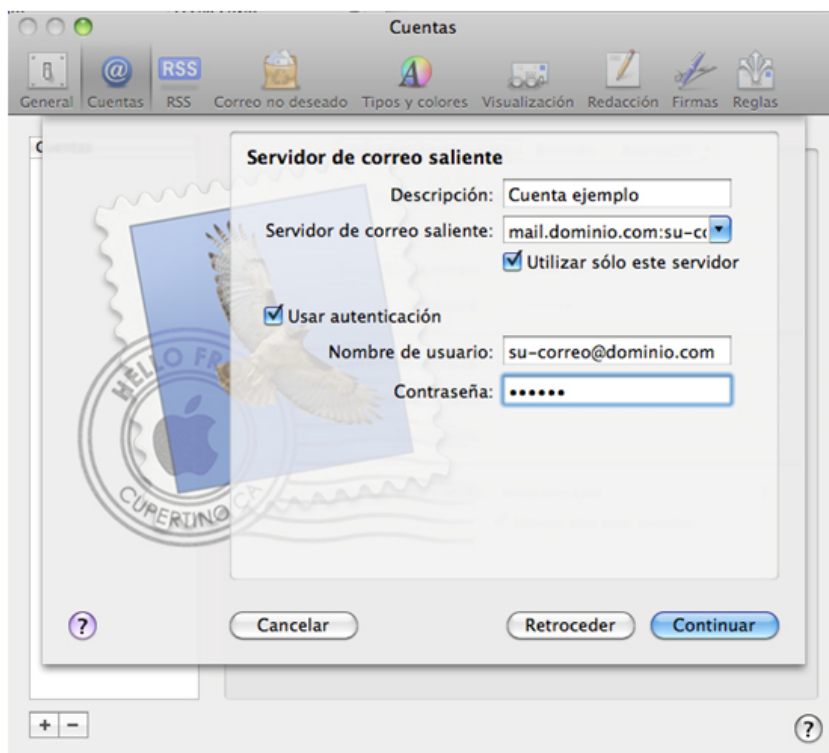 Cuentas
RSS
General Cuentas RSS Correo no deseado Tipos y colores Visualización Redacción Firmas Reglas
Cuentas
Servidor de correo saliente
Descripción: Cuenta ejemplo
Servidor de correo saliente: mail.dominio.com:su-co
Utilizar sólo este servidor
Usar autenticación
Nombre de usuario: su-correo@dominio.com
Contraseña: ••••••
HELLO FR
CUPERTINO CA
? Cancelar Retroceder Continuar
+ − ?